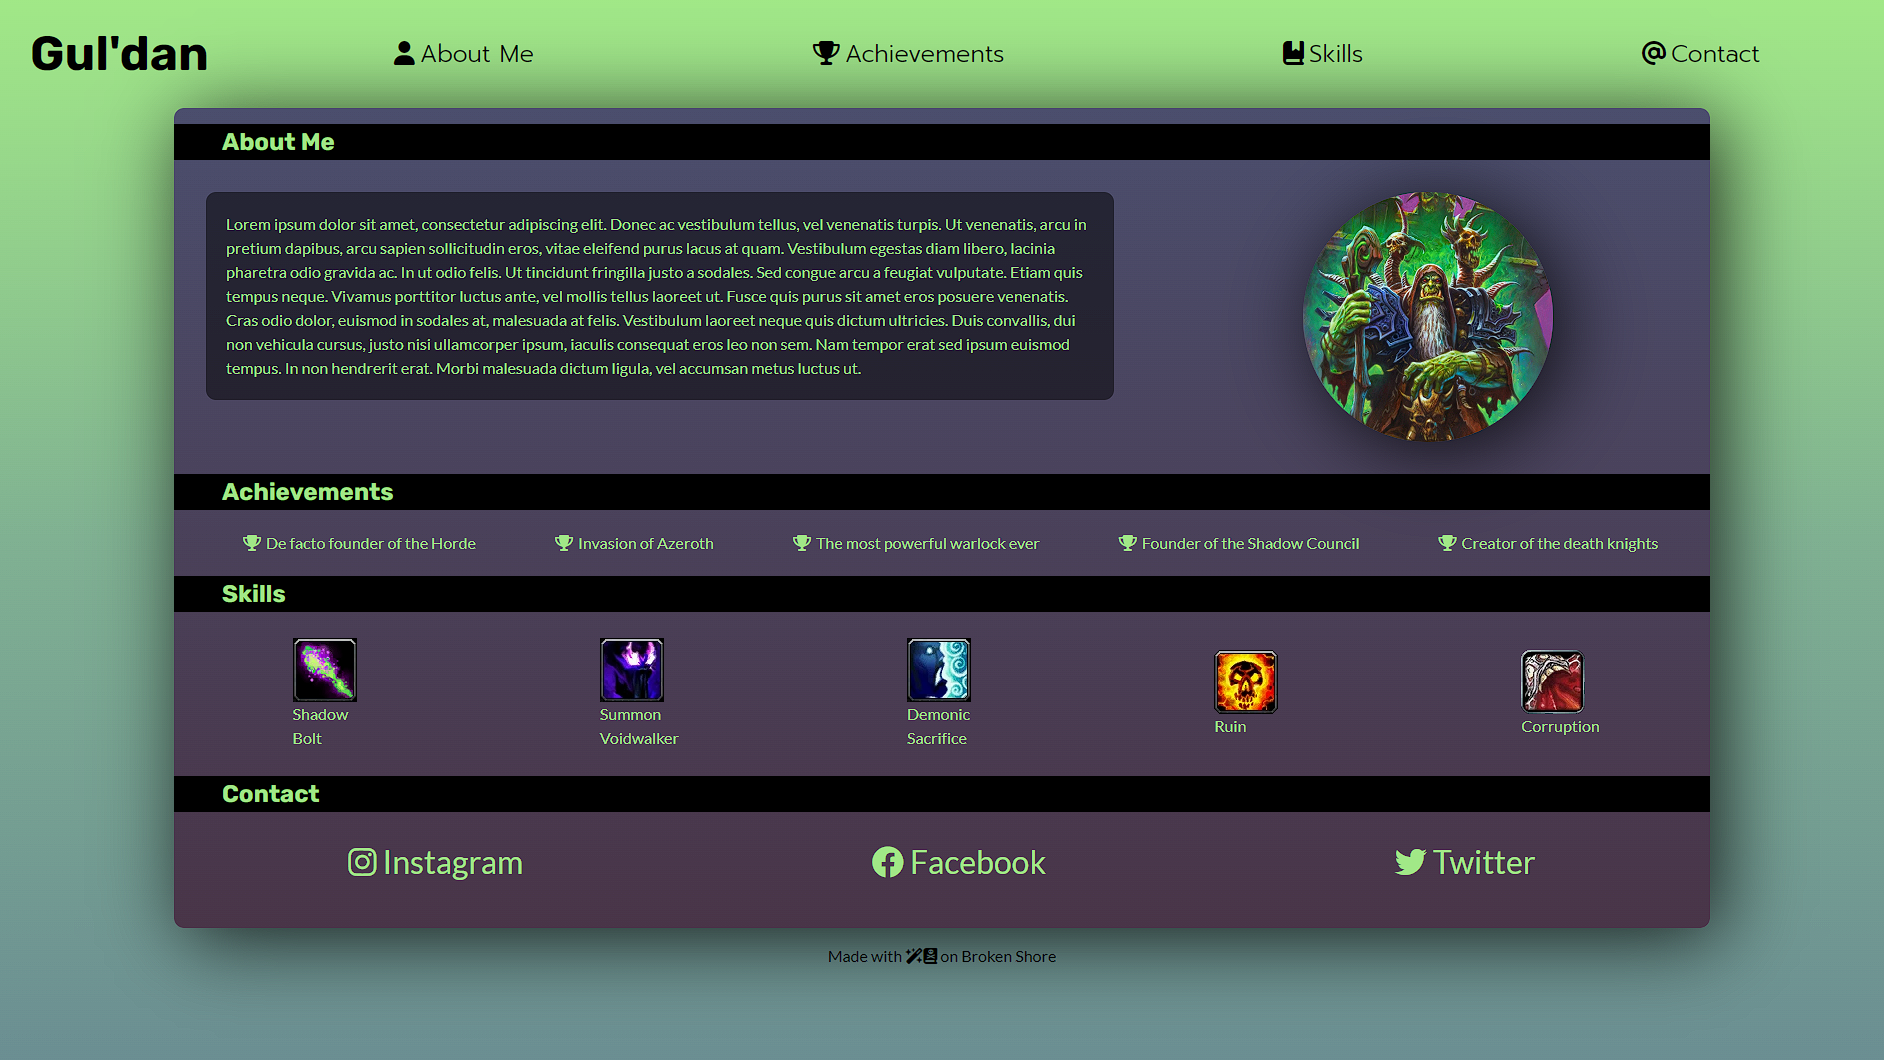 Gul'dan
About Me
Achievements
Skills
Contact
About Me
Lorem ipsum dolor sit amet, consectetur adipiscing elit. Donec ac vestibulum tellus, vel venenatis turpis. Ut venenatis, arcu in
pretium dapibus, arcu sapien sollicitudin eros, vitae eleifend purus lacus at quam. Vestibulum egestas diam libero, lacinia
pharetra odio gravida ac. In ut odio felis. Ut tincidunt fringilla justo a sodales. Sed congue arcu a feugiat vulputate. Etiam quis
tempus neque. Vivamus porttitor luctus ante, vel mollis tellus laoreet ut. Fusce quis purus sit amet eros posuere venenatis.
Cras odio dolor, euismod in sodales at, malesuada at felis. Vestibulum laoreet neque quis dictum ultricies. Duis convallis, dui
non vehicula cursus, justo nisi ullamcorper ipsum, iaculis consequat eros leo non sem. Nam tempor erat sed ipsum euismod
tempus. In non hendrerit erat. Morbi malesuada dictum ligula, vel accumsan metus luctus ut.
Achievements
De facto founder of the Horde
Invasion of Azeroth
The most powerful warlock ever
Founder of the Shadow Council
Creator of the death knights
Skills
Shadow
Bolt
Summon
Voidwalker
Demonic
Sacrifice
Ruin
Corruption
Contact
Instagram
Facebook
Twitter
Made with on Broken Shore